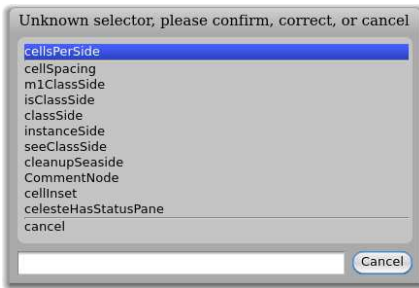 Unknown selector, please confirm, correct, or cancel
cellsPerSide
cellSpacing
m1ClassSide
isClassSide
classSide
instanceSide
seeClassSide
cleanupSeaside
CommentNode
cellInset
celesteHasStatusPane
cancel
Cancel